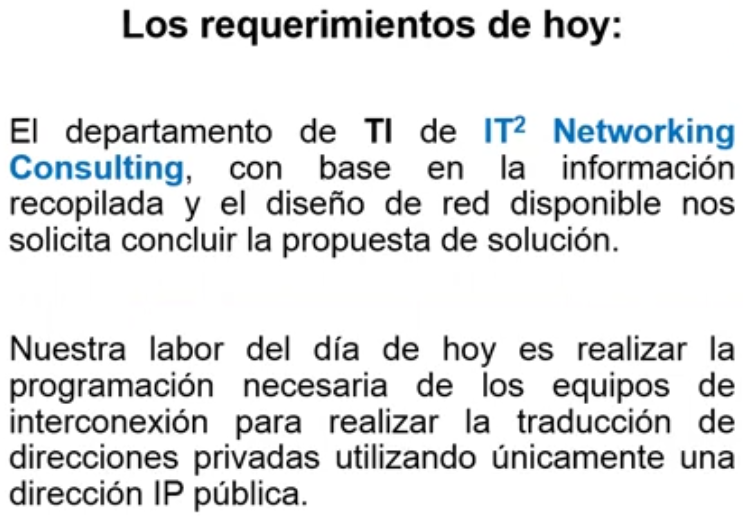 Los requerimientos de hoy:
El departamento de TI de IT² Networking
Consulting, con base en la información
recopilada y el diseño de red disponible nos
solicita concluir la propuesta de solución.
Nuestra labor del día de hoy es realizar la
programación necesaria de los equipos de
interconexión para realizar la traducción de
direcciones privadas utilizando únicamente una
dirección IP pública.